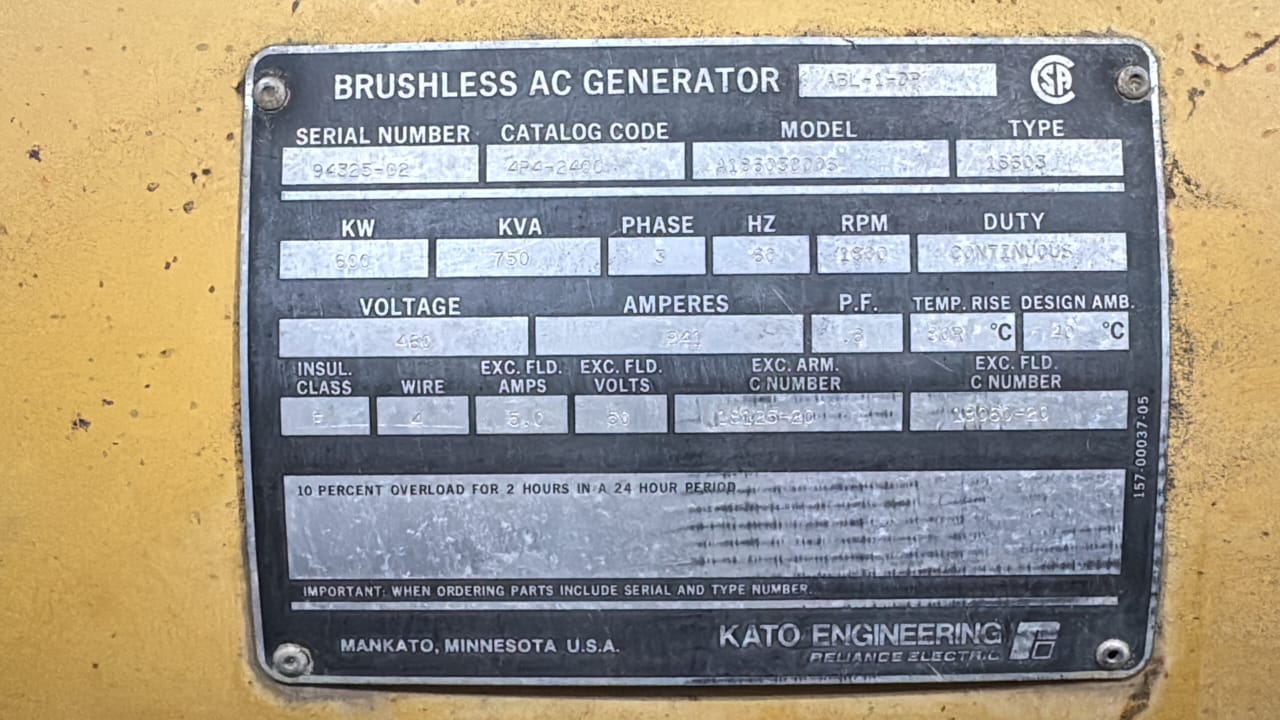 BRUSHLESS AC GENERATOR
SERIAL NUMBER CATALOG CODE MODEL TYPE
94325-02 4P4-2400 16603
KW KVA PHASE HZ RPM DUTY
600 750 3 60 1800 CONTINUOUS
VOLTAGE AMPERES P.F. TEMP. RISE DESIGN AMB.
480 .8 °C 40 °C
INSUL. CLASS WIRE EXC. FLD. AMPS EXC. FLD. VOLTS EXC. ARM. C NUMBER EXC. FLD. C NUMBER
4 5.0
157-00037-05
10 PERCENT OVERLOAD FOR 2 HOURS IN A 24 HOUR PERIOD
IMPORTANT: WHEN ORDERING PARTS INCLUDE SERIAL AND TYPE NUMBER.
MANKATO, MINNESOTA U.S.A. KATO ENGINEERING
RELIANCE ELECTRIC